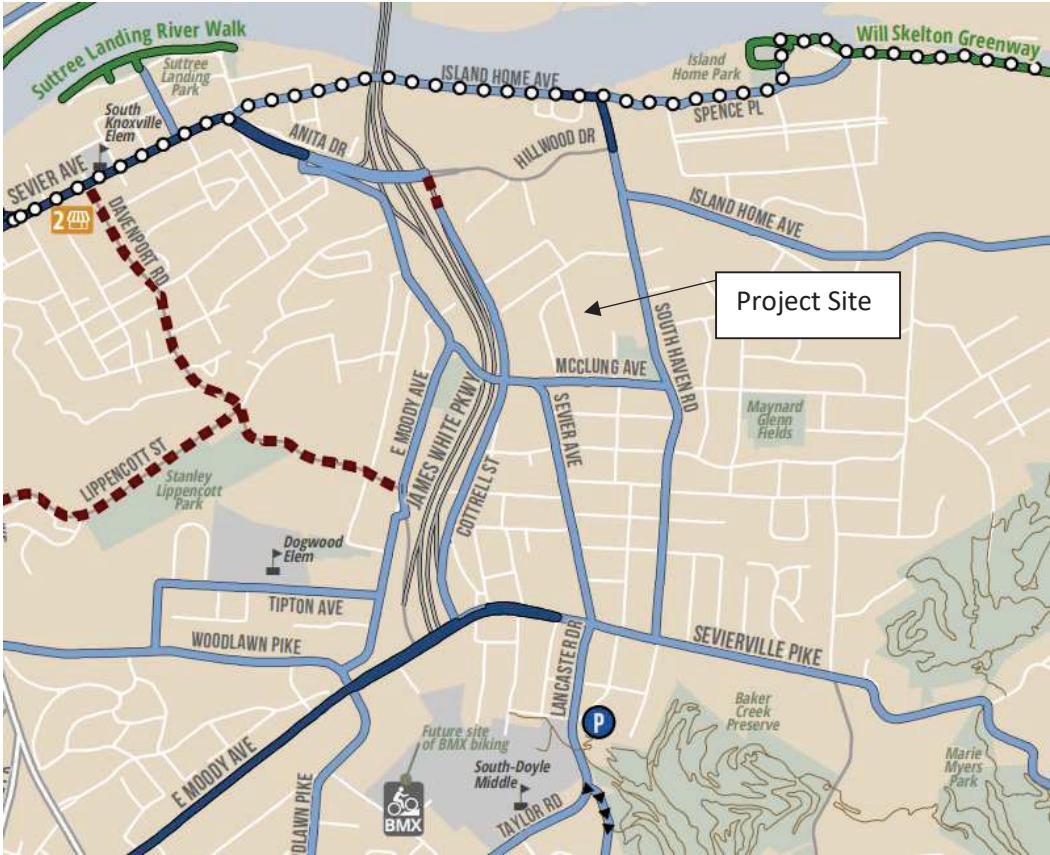 Suttree Landing River Walk
Suttree
Landing
Park
South
Knoxville
Elem
SEVIER AVE
2
DAVENPORT RD
ANITA DR
ISLAND HOME AVE
HILLWOOD DR
SPENCE PL
Island
Home Park
Will Skelton Greenway
ISLAND HOME AVE
Project Site
SOUTH HAVEN RD
MCCLUNG AVE
SEVIER AVE
Maynard
Glenn
Fields
E MOODY AVE
JAMES WHITE PKWY
COTTRELL ST
LIPPENCOTT ST
Stanley
Lippencott
Park
Dogwood
Elem
TIPTON AVE
WOODLAWN PIKE
SEVIERVILLE PIKE
LANCASTER DR
P
Baker
Creek
Preserve
Marie
Myers
Park
E MOODY AVE
Future site
of BMX biking
BMX
South-Doyle
Middle
TAYLOR RD
DLAWN PIKE